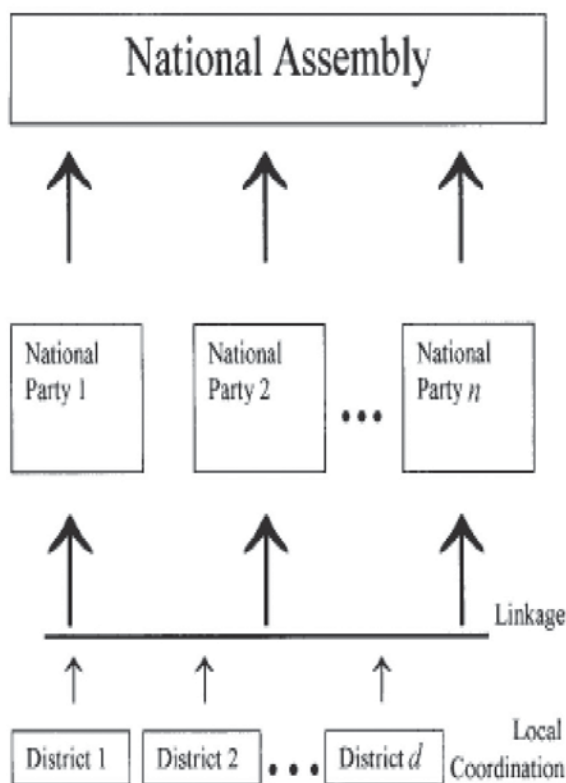 National Assembly
National
Party 1
National
Party 2
•••
National
Party n
Linkage
District 1
District 2
•••
District d
Local
Coordination